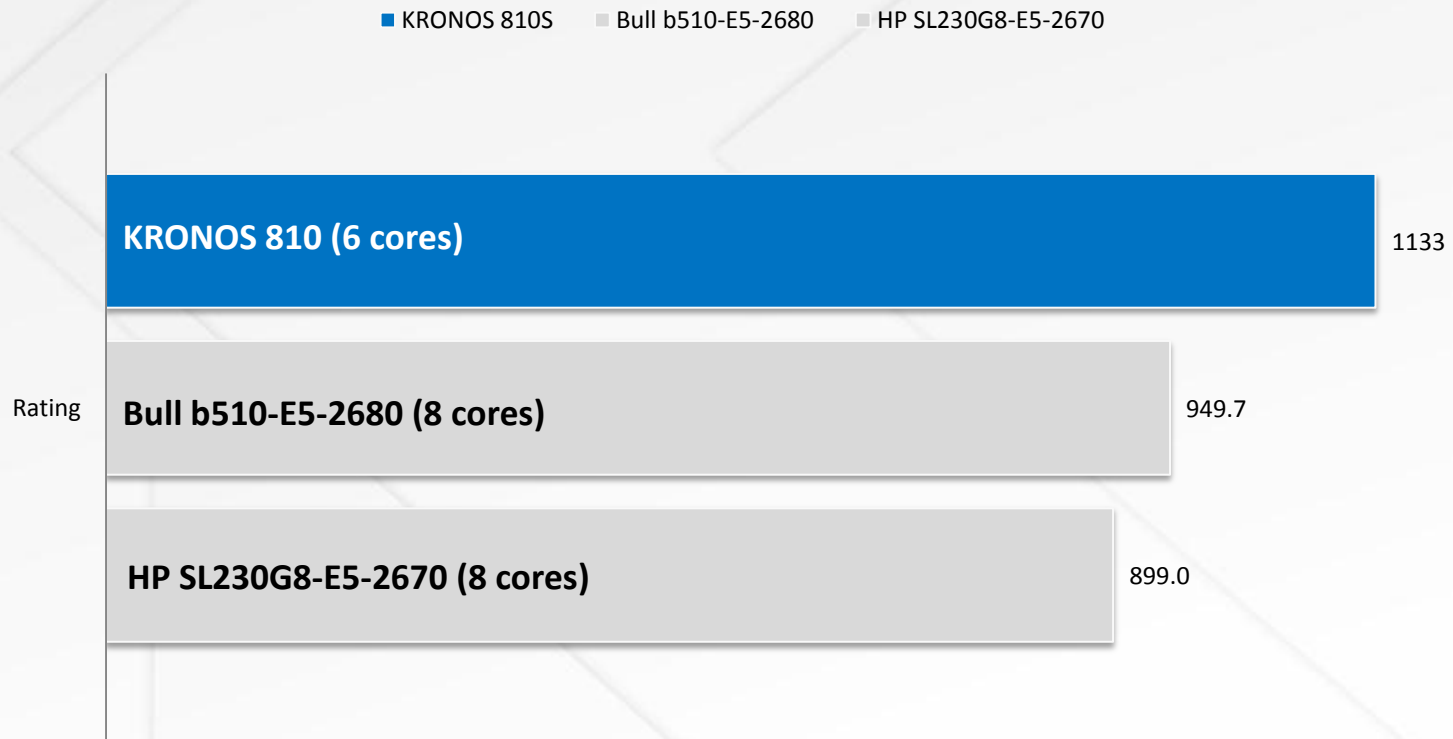 KRONOS 810S Bull b510-E5-2680 HP SL230G8-E5-2670
KRONOS 810 (6 cores)
1133
Rating
Bull b510-E5-2680 (8 cores)
949.7
HP SL230G8-E5-2670 (8 cores)
899.0